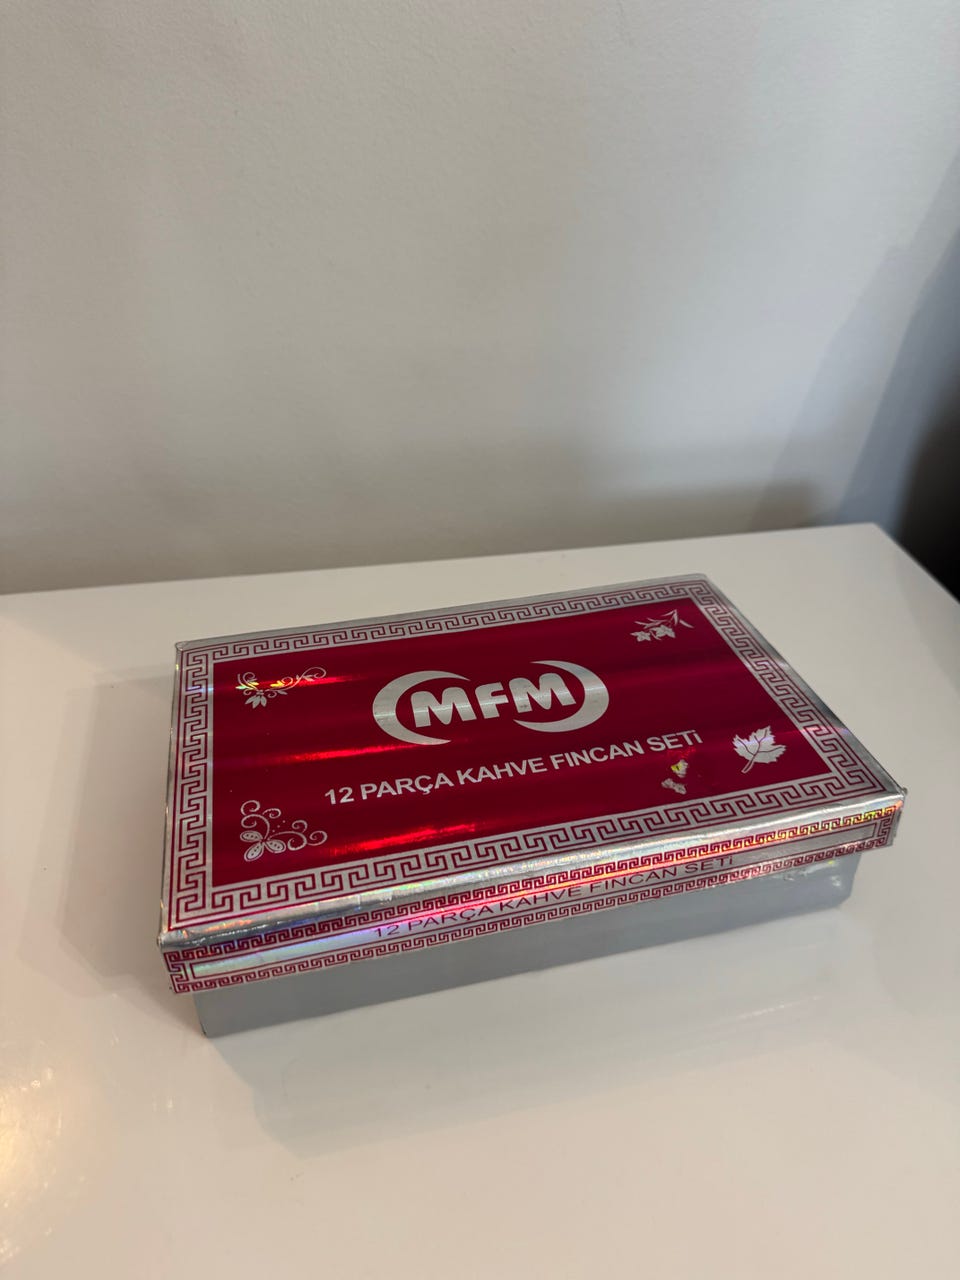 MFM
12 PARÇA KAHVE FINCAN SETi
12 PARÇA KAHVE FINCAN SETi